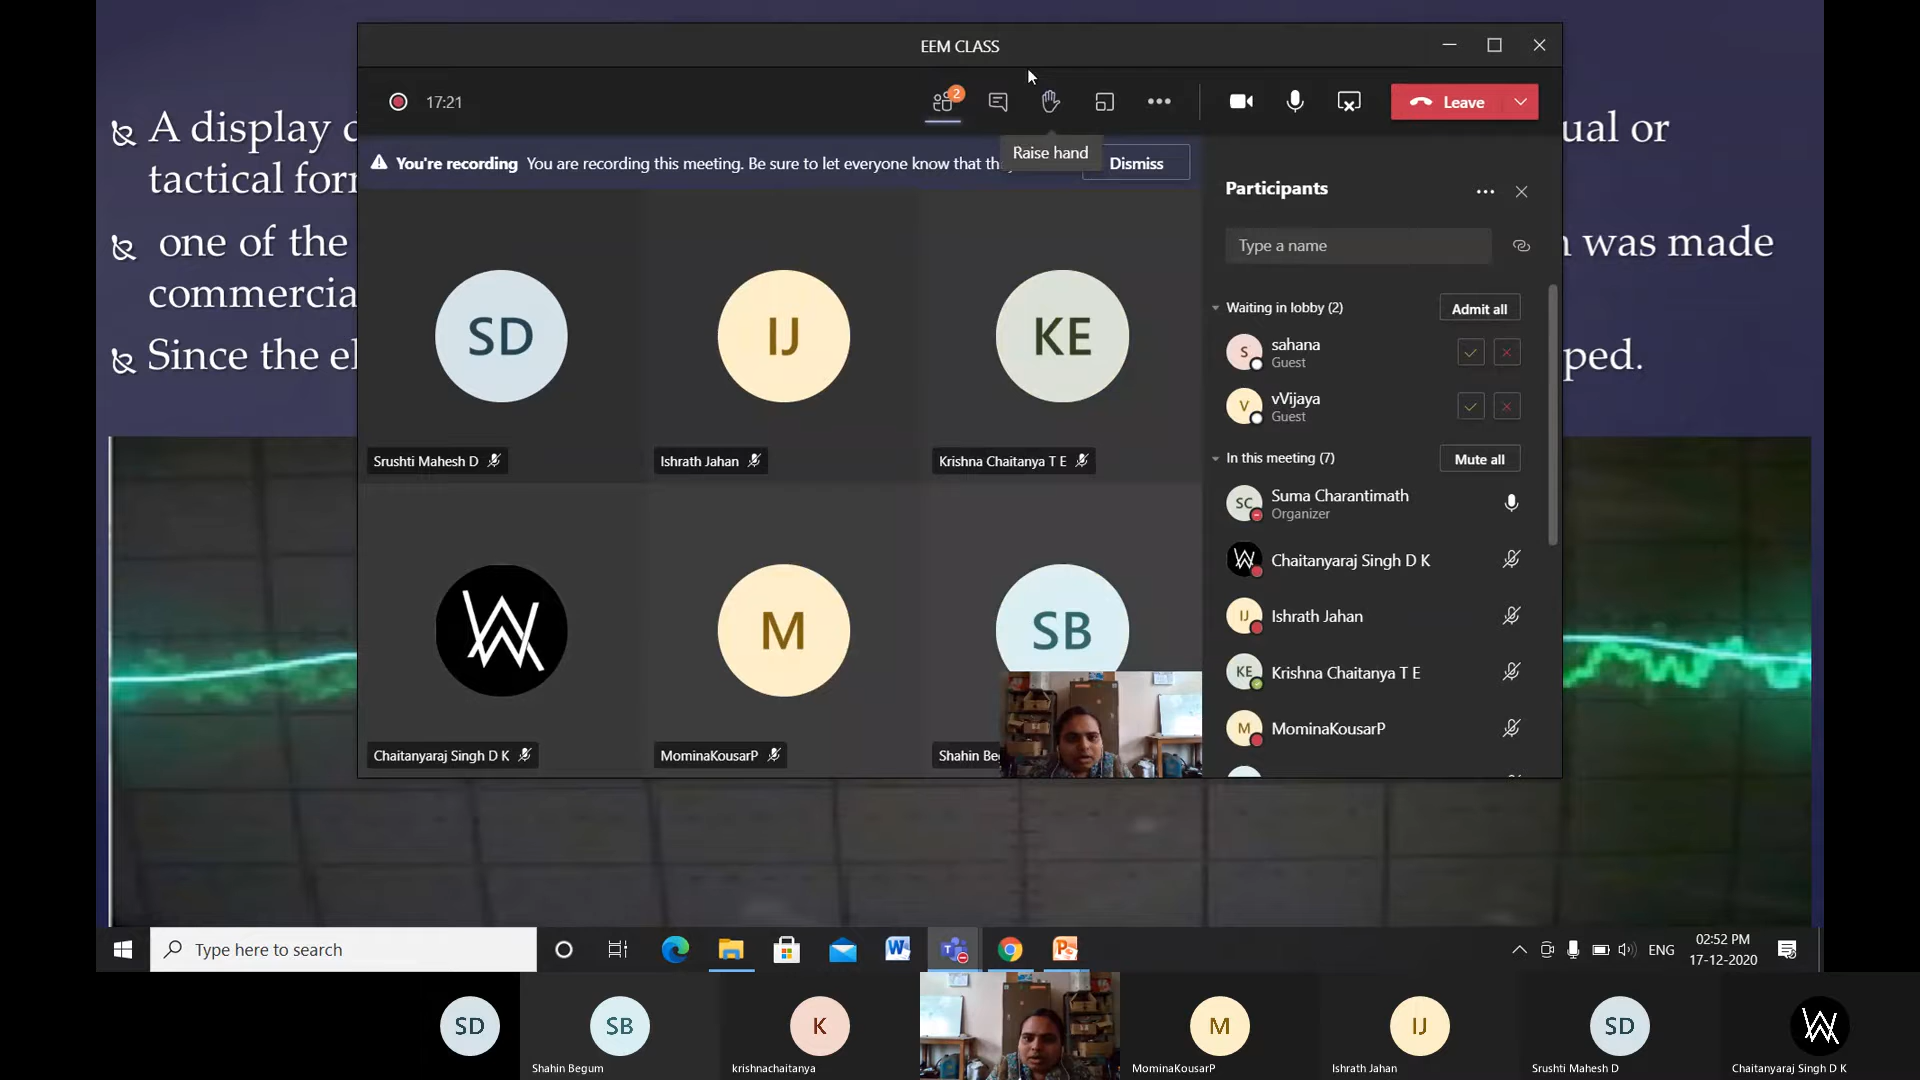 EEM CLASS
17:21
2
Leave
A display
ual or
Raise hand
You're recording You are recording this meeting. Be sure to let everyone know that
Dismiss
tactical
Participants
one of the
was made
Type a name
commercia
Waiting in lobby (2)
Admit all
S
sahana
Guest
Since the el
ped.
V
vVijaya
Guest
SD
IJ
KE
Srushti Mahesh D
Ishrath Jahan
Krishna Chaitanya T E
In this meeting (7)
Mute all
SC
Suma Charantimath
Organizer
Chaitanyaraj Singh D K
IJ
Ishrath Jahan
KE
Krishna Chaitanya T E
M
MominaKousarP
M
SB
Chaitanyaraj Singh D K
MominaKousarP
Shahin Be
Type here to search
ENG
02:52 PM
17-12-2020
SD
SB
K
M
IJ
SD
Shahin Begum
krishnachaitanya
MominaKousarP
Ishrath Jahan
Srushti Mahesh D
Chaitanyaraj Singh D K